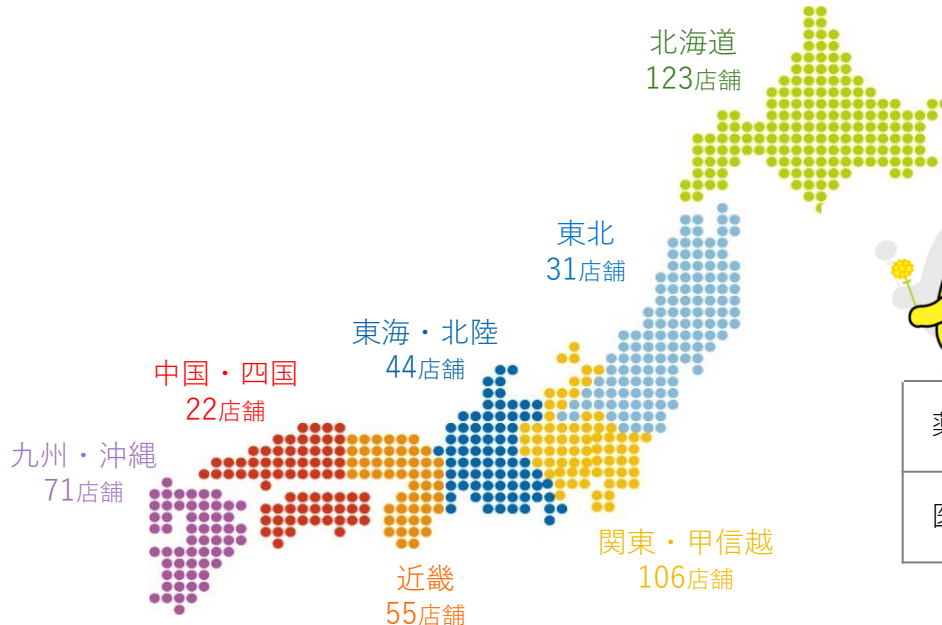 北海道
123店舗
東北
31店舗
東海・北陸
44店舗
中国・四国
22店舗
九州・沖縄
71店舗
関東・甲信越
106店舗
近畿
55店舗